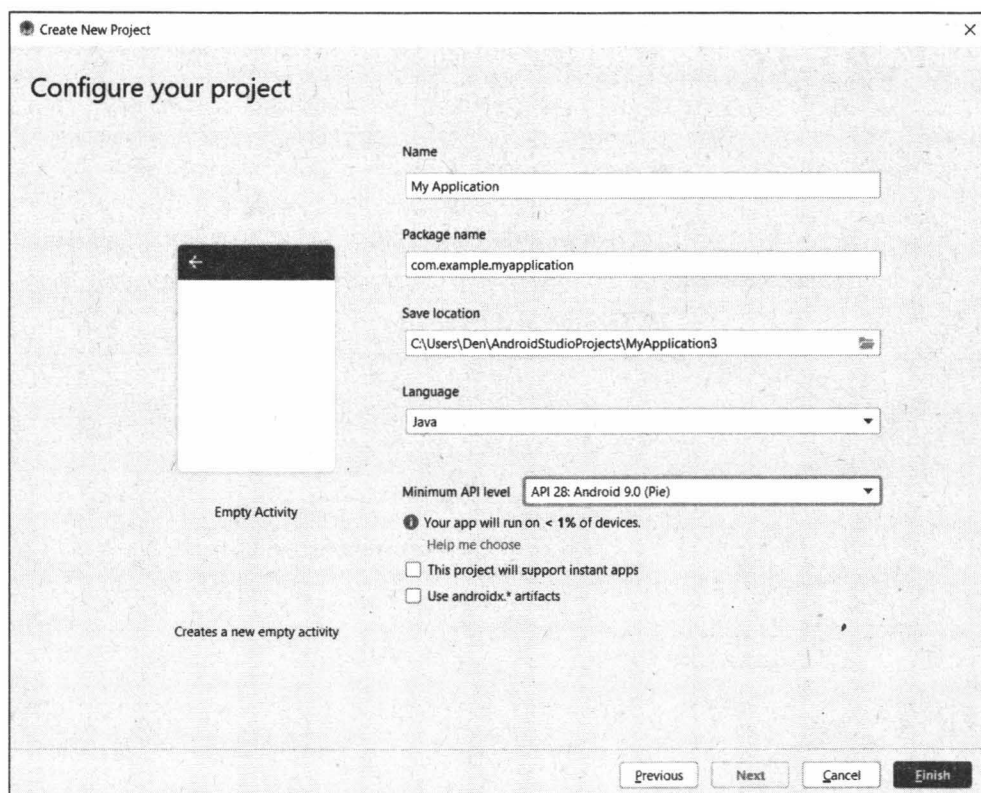 Create New Project
Configure your project
Name
My Application
Package name
com.example.myapplication
Save location
C:\Users\Den\AndroidStudioProjects\MyApplication3
Language
Java
Minimum API level API 28: Android 9.0 (Pie)
Empty Activity
Your app will run on < 1% of devices.
Help me choose
This project will support instant apps
Use androidx.* artifacts
Creates a new empty activity
Previous Next Cancel Finish